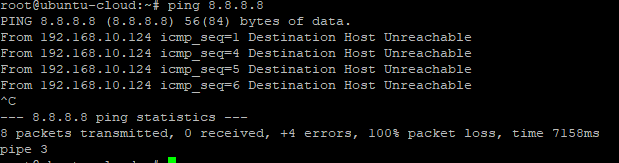 root@ubuntu-cloud:~# ping 8.8.8.8
PING 8.8.8.8 (8.8.8.8) 56(84) bytes of data.
From 192.168.10.124 icmp_seq=1 Destination Host Unreachable
From 192.168.10.124 icmp_seq=4 Destination Host Unreachable
From 192.168.10.124 icmp_seq=5 Destination Host Unreachable
From 192.168.10.124 icmp_seq=6 Destination Host Unreachable
^C
--- 8.8.8.8 ping statistics ---
8 packets transmitted, 0 received, +4 errors, 100% packet loss, time 7158ms
pipe 3
root@ubuntu-cloud:~#